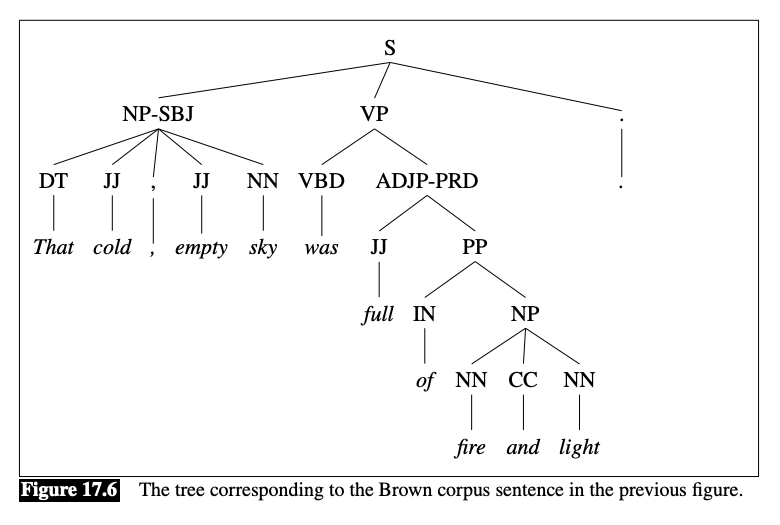 S
NP-SBJ VP .
DT JJ , JJ NN VBD ADJP-PRD .
That cold , empty sky was JJ PP
full IN NP
of NN CC NN
fire and light
Figure 17.6 The tree corresponding to the Brown corpus sentence in the previous figure.